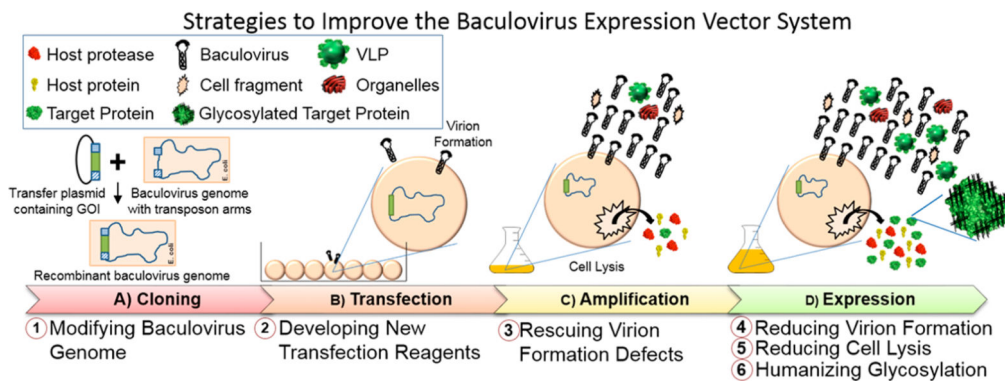 Strategies to Improve the Baculovirus Expression Vector System
Host protease
Baculovirus
VLP
Host protein
Cell fragment
Organelles
Target Protein
Glycosylated Target Protein
Virion
Formation
E. coli
Transfer plasmid
containing GOI
Baculovirus genome
with transposon arms
E. coli
Recombinant baculovirus genome
Cell Lysis
A) Cloning
B) Transfection
C) Amplification
D) Expression
1 Modifying Baculovirus
Genome
2 Developing New
Transfection Reagents
3 Rescuing Virion
Formation Defects
4 Reducing Virion Formation
5 Reducing Cell Lysis
6 Humanizing Glycosylation